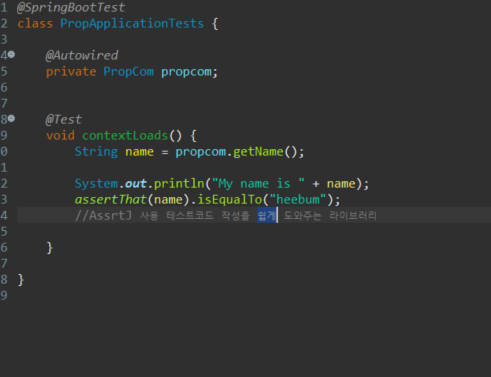 1 @SpringBootTest
2 class PropApplicationTests {
3
4 @Autowired
5 private PropCom propcom;
6
7
8 @Test
9 void contextLoads() {
0 String name = propcom.getName();
1
2 System.out.println("My name is " + name);
3 assertThat(name).isEqualTo("heebum");
4 //AssrtJ 사용 테스트코드 작성을 쉽게 도와주는 라이브러리
5
6 }
7
8 }
9